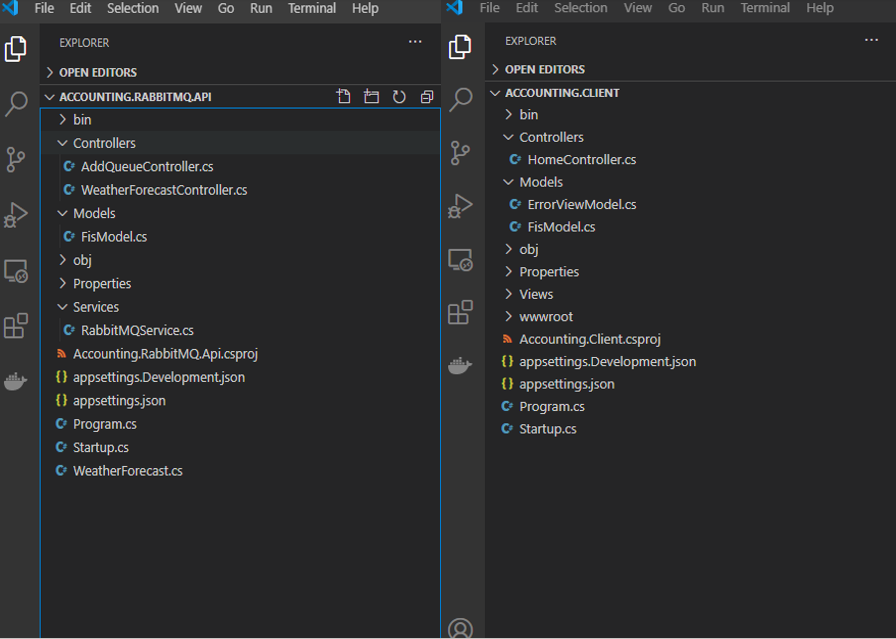 File Edit Selection View Go Run Terminal Help
EXPLORER
OPEN EDITORS
ACCOUNTING.RABBITMQ.API
bin
Controllers
AddQueueController.cs
WeatherForecastController.cs
Models
FisModel.cs
obj
Properties
Services
RabbitMQService.cs
Accounting.RabbitMQ.Api.csproj
appsettings.Development.json
appsettings.json
Program.cs
Startup.cs
WeatherForecast.cs
File Edit Selection View Go Run Terminal Help
EXPLORER
OPEN EDITORS
ACCOUNTING.CLIENT
bin
Controllers
HomeController.cs
Models
ErrorViewModel.cs
FisModel.cs
obj
Properties
Views
wwwroot
Accounting.Client.csproj
appsettings.Development.json
appsettings.json
Program.cs
Startup.cs